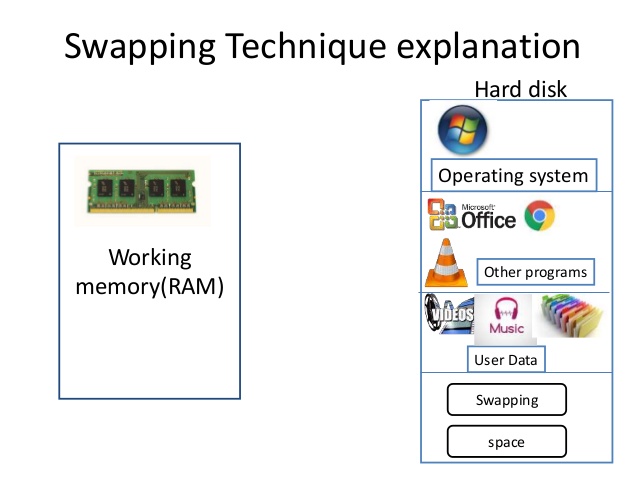 Swapping Technique explanation
Hard disk
Operating system
Microsoft
Office
Working
memory(RAM)
Other programs
VIDEOS
Music
User Data
Swapping
space